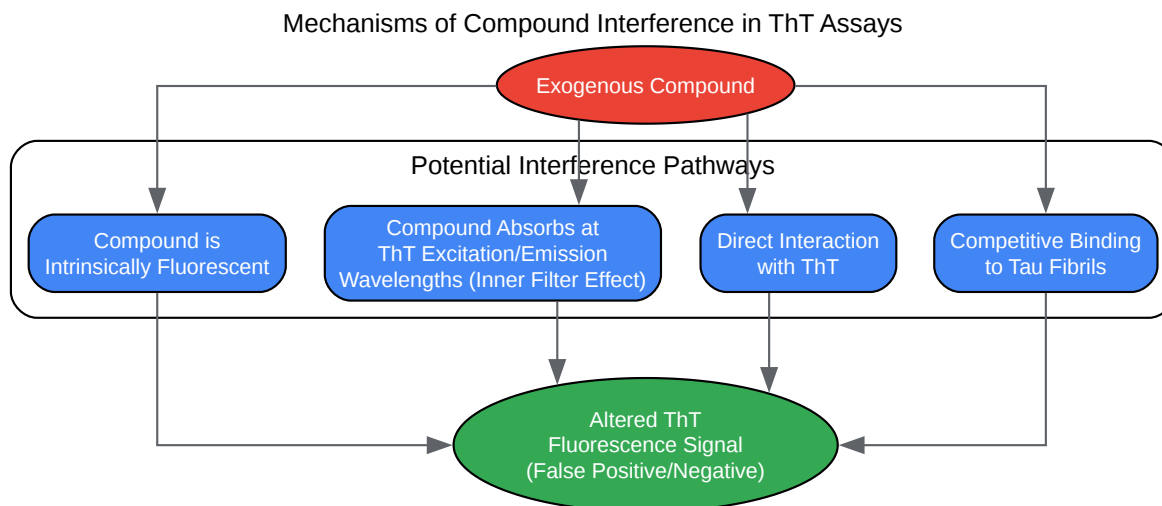 Mechanisms of Compound Interference in ThT Assays
Exogenous Compound
Potential Interference Pathways
Compound is
Intrinsically Fluorescent
Compound Absorbs at
ThT Excitation/Emission
Wavelengths (Inner Filter Effect)
Direct Interaction
with ThT
Competitive Binding
to Tau Fibrils
Altered ThT
Fluorescence Signal
(False Positive/Negative)